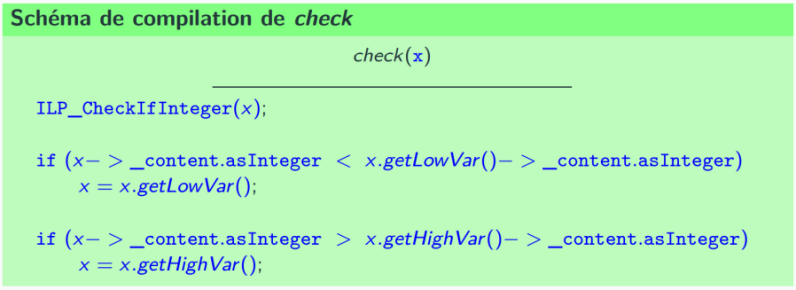 Schéma de compilation de check
check(x)
ILP_CheckIfInteger(x);
if (x−>_content.asInteger < x.getLowVar()−>_content.asInteger)
x = x.getLowVar();
if (x−>_content.asInteger > x.getHighVar()−>_content.asInteger)
x = x.getHighVar();